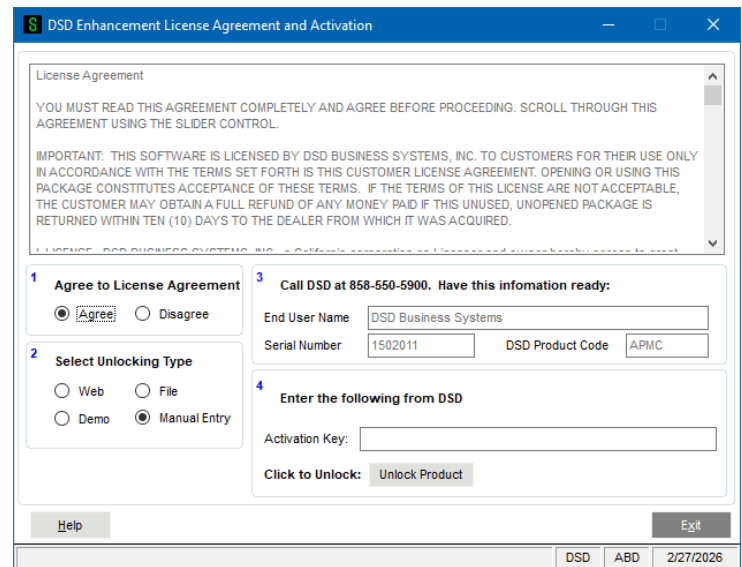 S DSD Enhancement License Agreement and Activation
License Agreement
YOU MUST READ THIS AGREEMENT COMPLETELY AND AGREE BEFORE PROCEEDING. SCROLL THROUGH THIS
AGREEMENT USING THE SLIDER CONTROL.
IMPORTANT: THIS SOFTWARE IS LICENSED BY DSD BUSINESS SYSTEMS, INC. TO CUSTOMERS FOR THEIR USE ONLY
IN ACCORDANCE WITH THE TERMS SET FORTH IS THIS CUSTOMER LICENSE AGREEMENT. OPENING OR USING THIS
PACKAGE CONSTITUTES ACCEPTANCE OF THESE TERMS. IF THE TERMS OF THIS LICENSE ARE NOT ACCEPTABLE,
THE CUSTOMER MAY OBTAIN A FULL REFUND OF ANY MONEY PAID IF THIS UNUSED, UNOPENED PACKAGE IS
RETURNED WITHIN TEN (10) DAYS TO THE DEALER FROM WHICH IT WAS ACQUIRED.
1 Agree to License Agreement
Agree Disagree
2 Select Unlocking Type
Web File
Demo Manual Entry
3 Call DSD at 858-550-5900. Have this infomation ready:
End User Name DSD Business Systems
Serial Number 1502011 DSD Product Code APMC
4 Enter the following from DSD
Activation Key:
Click to Unlock: Unlock Product
Help Exit
DSD ABD 2/27/2026